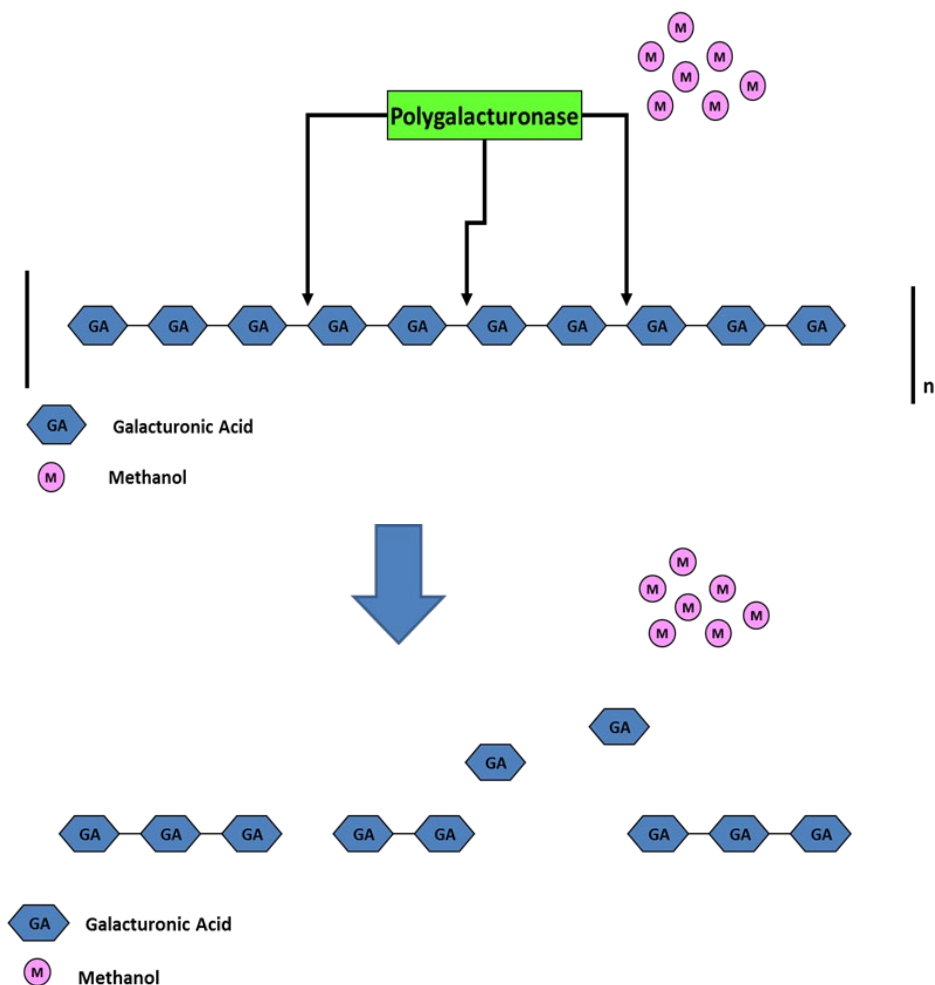 M
M M
M M
M M
Polygalacturonase
GA GA GA GA GA GA GA GA GA GA
n
GA Galacturonic Acid
M Methanol
M
M M
M M
M M
GA
GA
GA GA GA GA GA GA GA GA
GA Galacturonic Acid
M Methanol